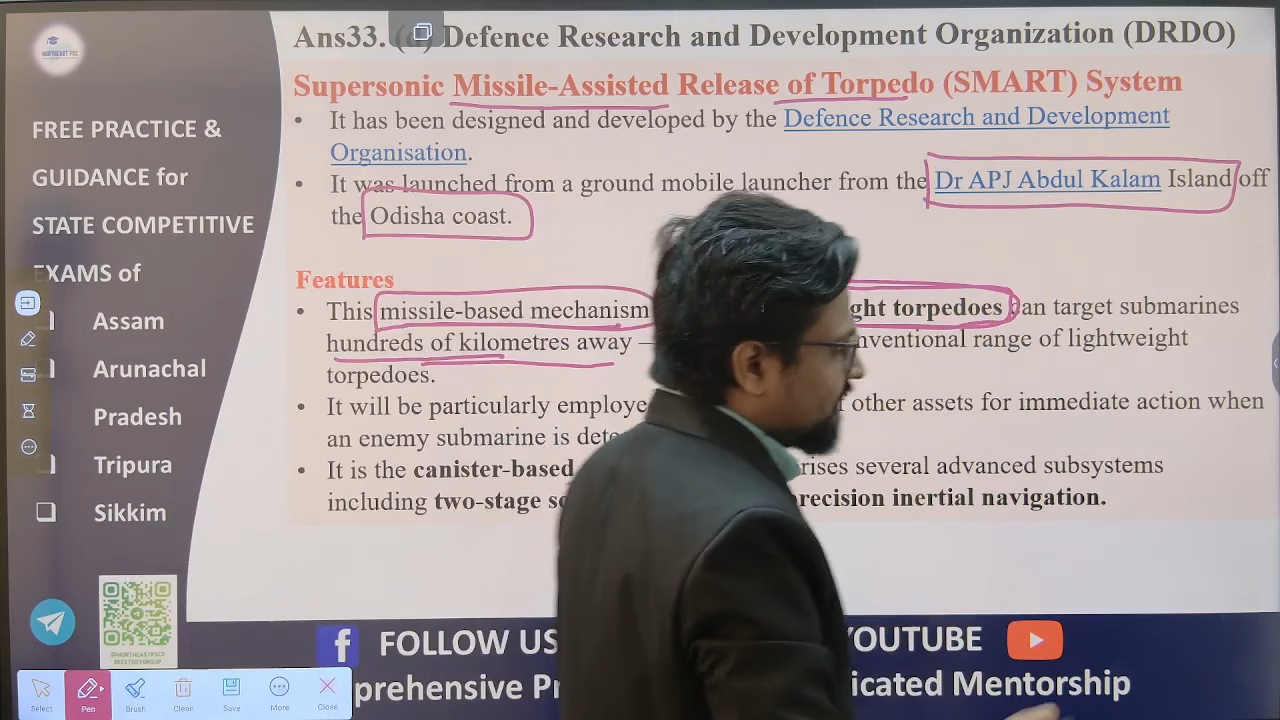 NORTHEAST PSC
Ans33. Defence Research and Development Organization (DRDO)
Supersonic Missile-Assisted Release of Torpedo (SMART) System
• It has been designed and developed by the Defence Research and Development
Organisation.
• It was launched from a ground mobile launcher from the Dr APJ Abdul Kalam Island off
the Odisha coast.
Features
• This missile-based mechanism ght torpedoes can target submarines
hundreds of kilometres away – nventional range of lightweight
torpedoes.
• It will be particularly employe f other assets for immediate action when
an enemy submarine is dete
• It is the canister-based rises several advanced subsystems
including two-stage so recision inertial navigation.
FREE PRACTICE &
GUIDANCE for
STATE COMPETITIVE
EXAMS of
Assam
Arunachal
Pradesh
Tripura
Sikkim
@NORTHEASTPSCS
FOLLOW US YOUTUBE
prehensive Pr icated Mentorship
Select Pen Brush Clean Save More Close